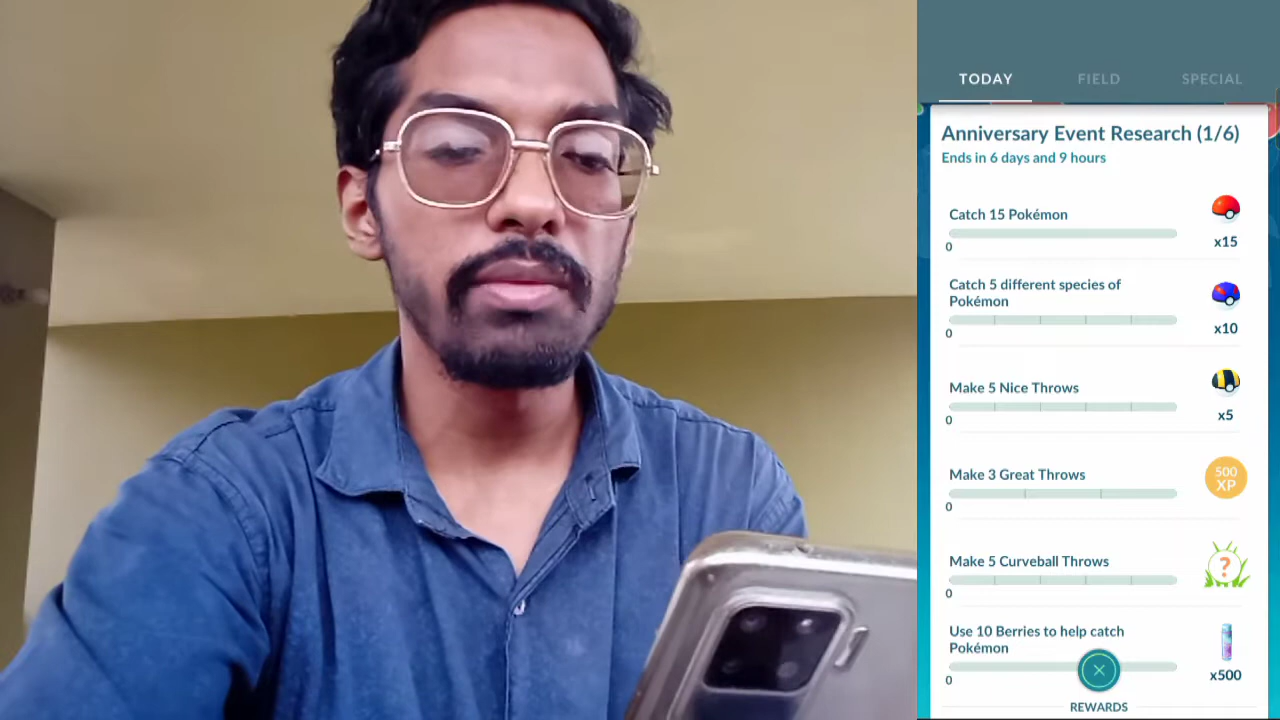 TODAY FIELD SPECIAL
Anniversary Event Research (1/6)
Ends in 6 days and 9 hours
Catch 15 Pokémon
0
x15
Catch 5 different species of
Pokémon
0
x10
Make 5 Nice Throws
0
x5
Make 3 Great Throws
0
500
XP
Make 5 Curveball Throws
0
?
Use 10 Berries to help catch
Pokémon
0
x500
REWARDS